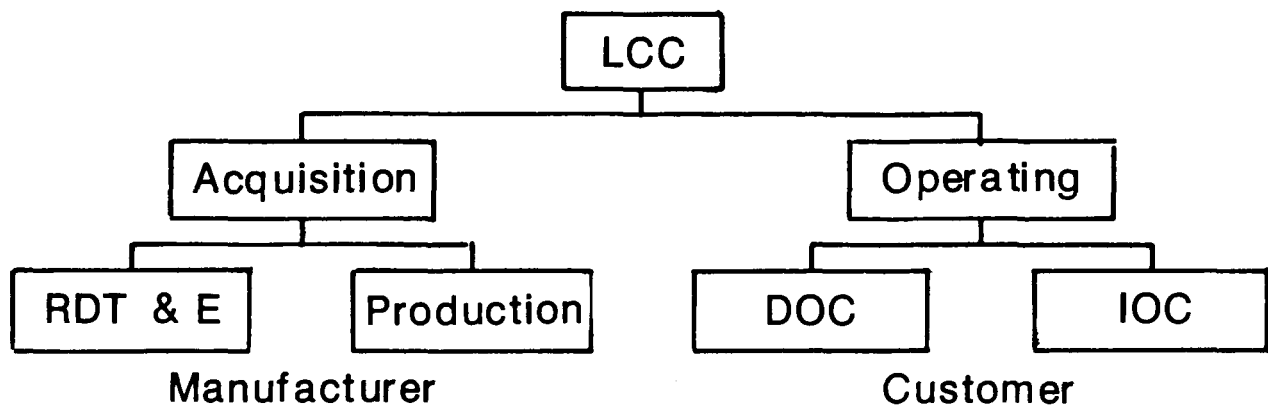 LCC
Acquisition
Operating
RDT & E
Production
DOC
IOC
Manufacturer
Customer